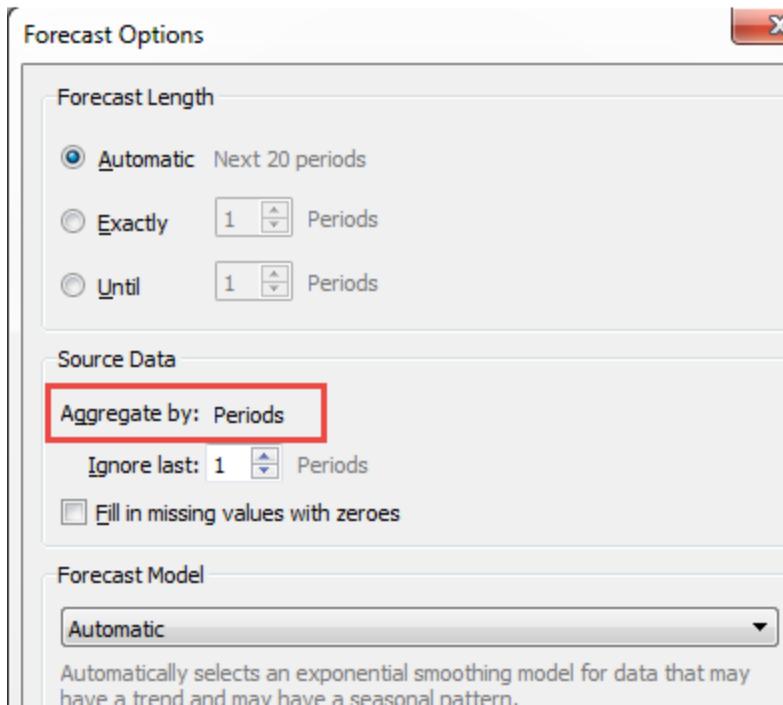 Forecast Options
Forecast Length
Automatic Next 20 periods
Exactly 1 Periods
Until 1 Periods
Source Data
Aggregate by: Periods
Ignore last: 1 Periods
Fill in missing values with zeroes
Forecast Model
Automatic
Automatically selects an exponential smoothing model for data that may
have a trend and may have a seasonal pattern.